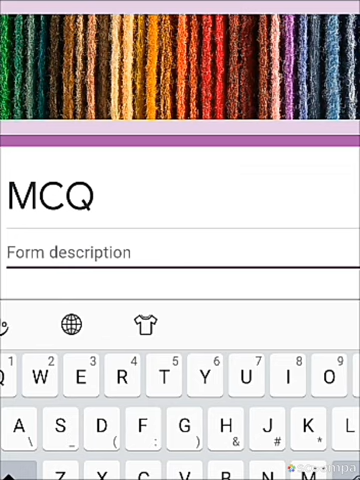 MCQ
Form description
1 2 3 4 5 6 7 8 9
Q W E R T Y U I O
A S D F G H J K L
\ _ ( : ) & # *
Z X C V B N M